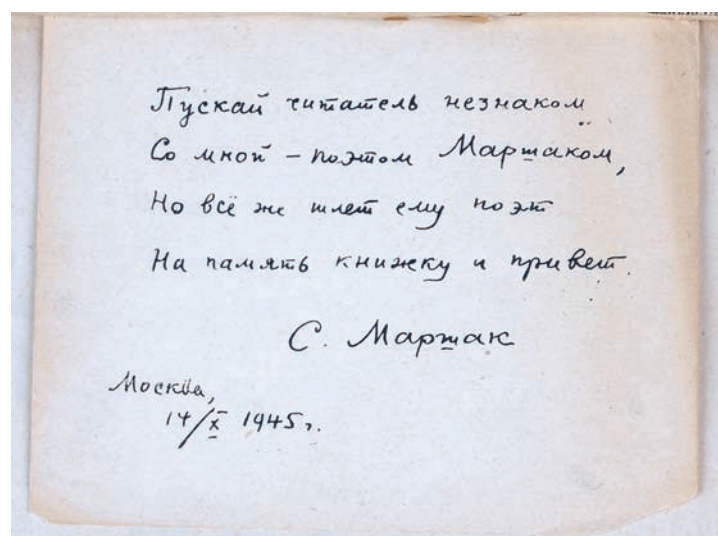 Пускай читатель незнаком
Со мной – поэтом Маршаком,
Но всё же шлет ему поэт
На память книжку и привет.
С. Маршак
Москва,
14/X 1945 г.